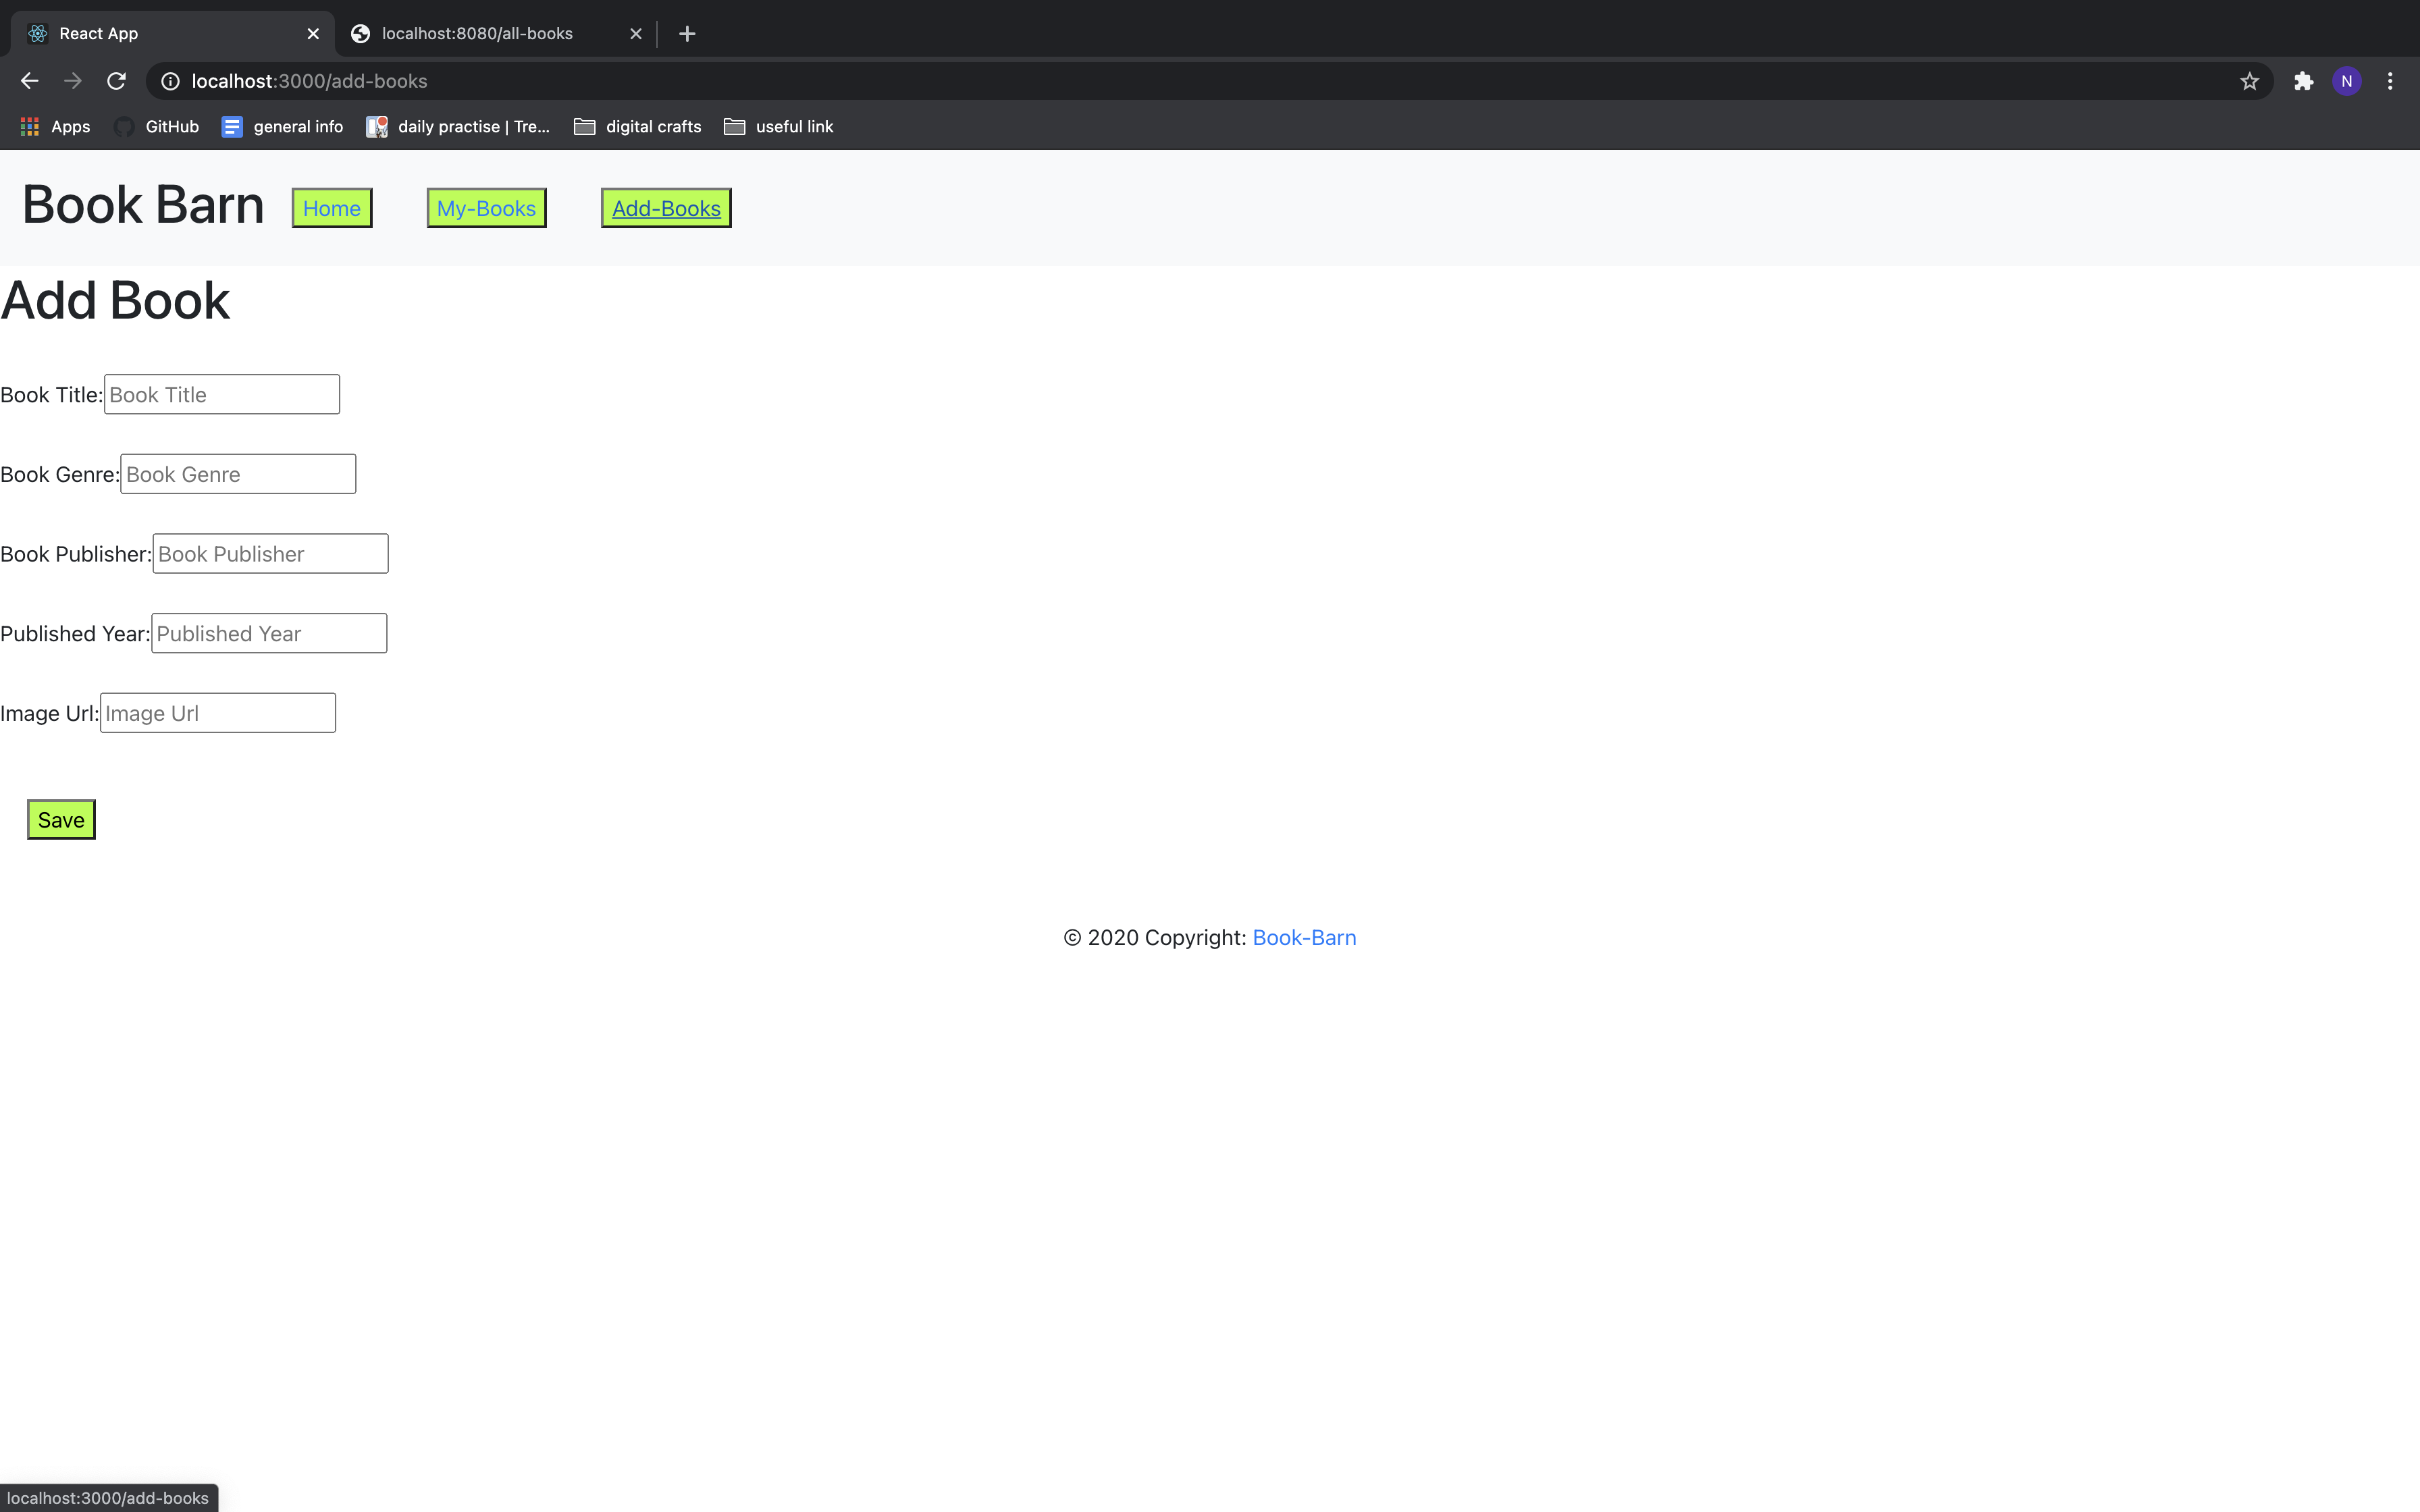 React App
localhost:8080/all-books
localhost:3000/add-books
N
Apps
GitHub
general info
daily practise | Tre...
digital crafts
useful link
Book Barn
Home
My-Books
Add-Books
Add Book
Book Title: Book Title
Book Genre: Book Genre
Book Publisher: Book Publisher
Published Year: Published Year
Image Url: Image Url
Save
© 2020 Copyright: Book-Barn
localhost:3000/add-books